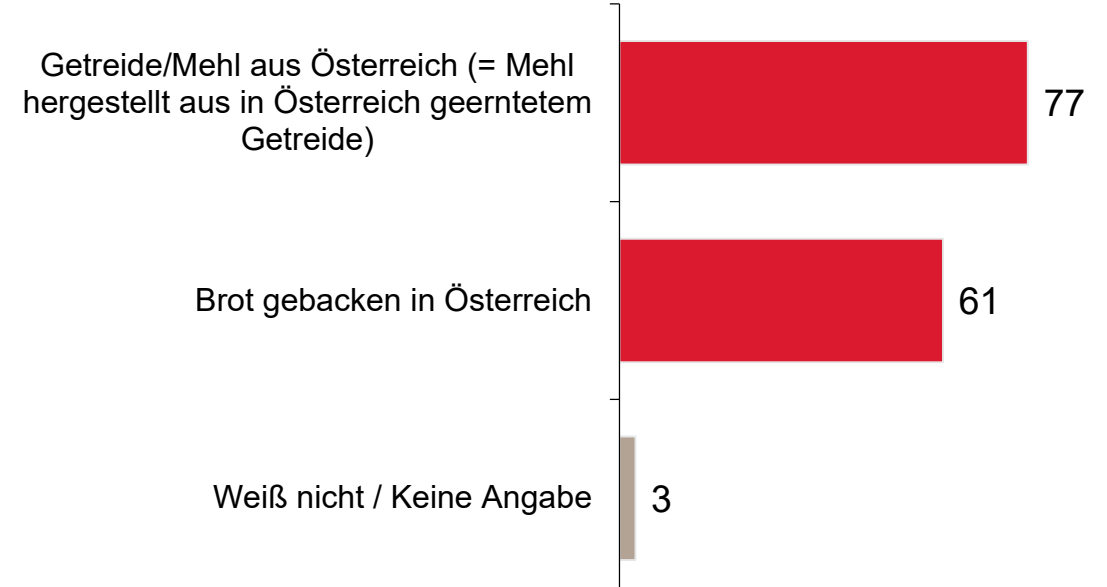 Getreide/Mehl aus Österreich (= Mehl
hergestellt aus in Österreich geerntetem
Getreide)
77
Brot gebacken in Österreich
61
Weiß nicht / Keine Angabe
3